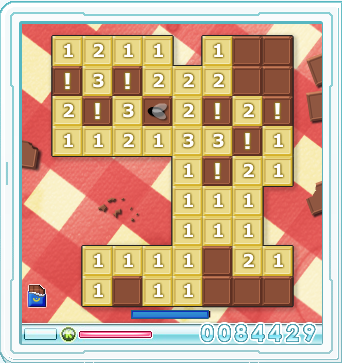 1 2 1 1 1
! 3 ! 2 2 2
2 ! 3 2 ! 2 !
1 1 2 1 3 3 ! 1
1 ! 2 1
1 1 1
1 1 1
1 1 1 1 2 1
1 1 1
0084429